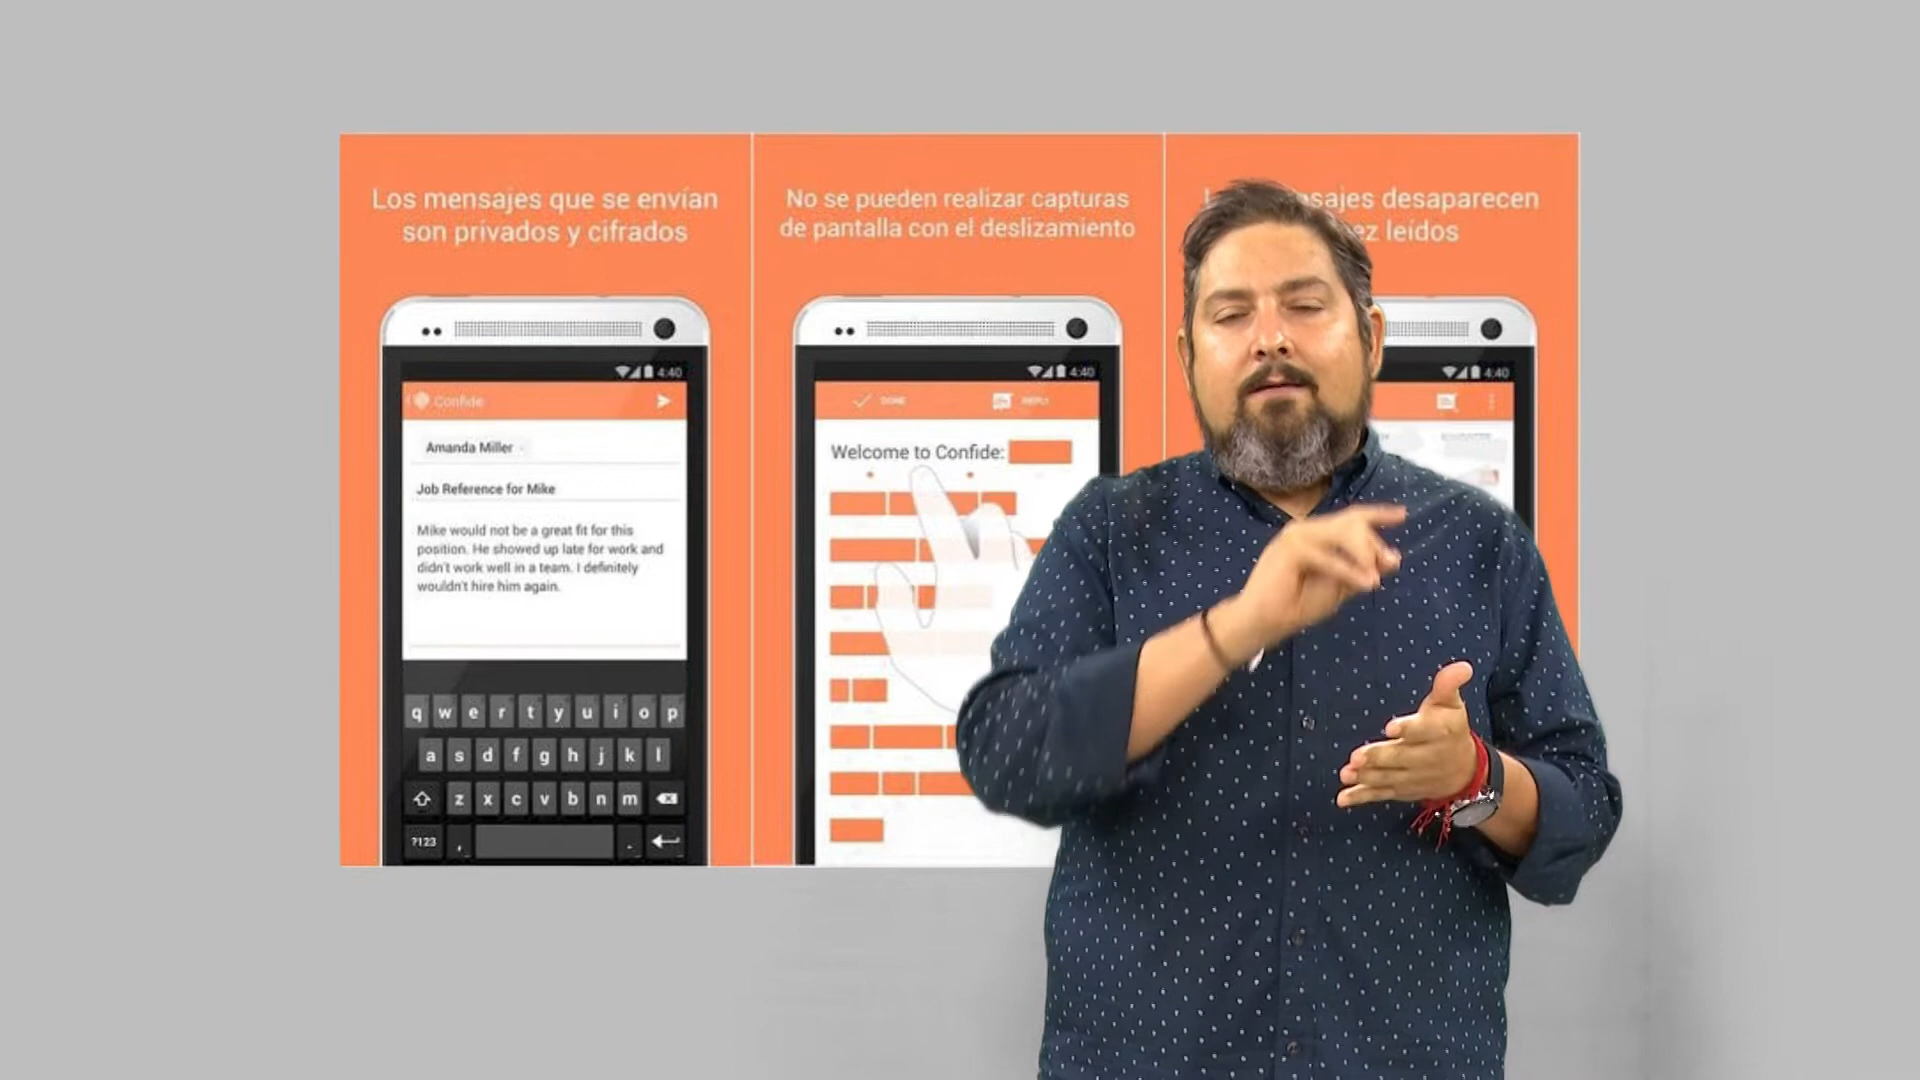 Los mensajes que se envían
son privados y cifrados
No se pueden realizar capturas
de pantalla con el deslizamiento
desaparecen
leídos
4:40
Confide
Amanda Miller
Job Reference for Mike
Mike would not be a great fit for this
position. He showed up late for work and
didn't work well in a team. I definitely
wouldn't hire him again.
q w e r t y u i o p
a s d f g h j k l
z x c v b n m
?123 , .
4:40
DONE REPLY
Welcome to Confide:
4:40